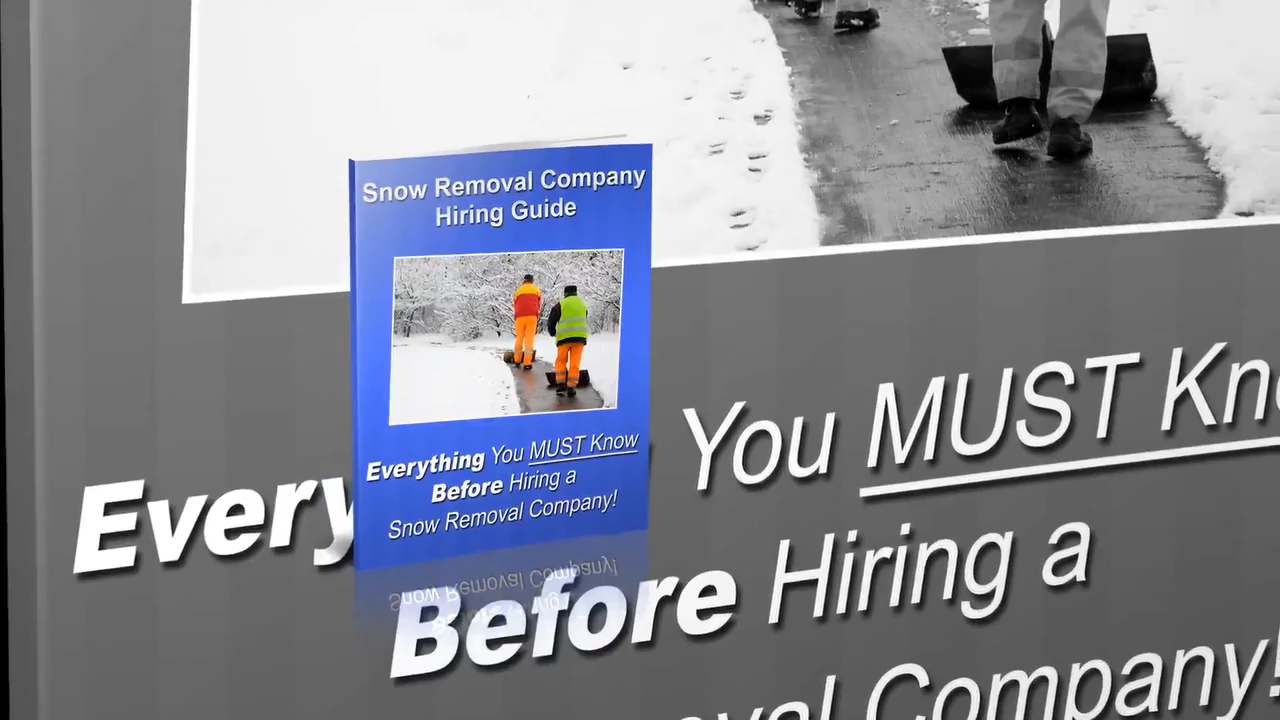 Snow Removal Company
Hiring Guide
Everything You MUST Know
Before Hiring a
Snow Removal Company!
Every You MUST Kno
Before Hiring a
oval Company!